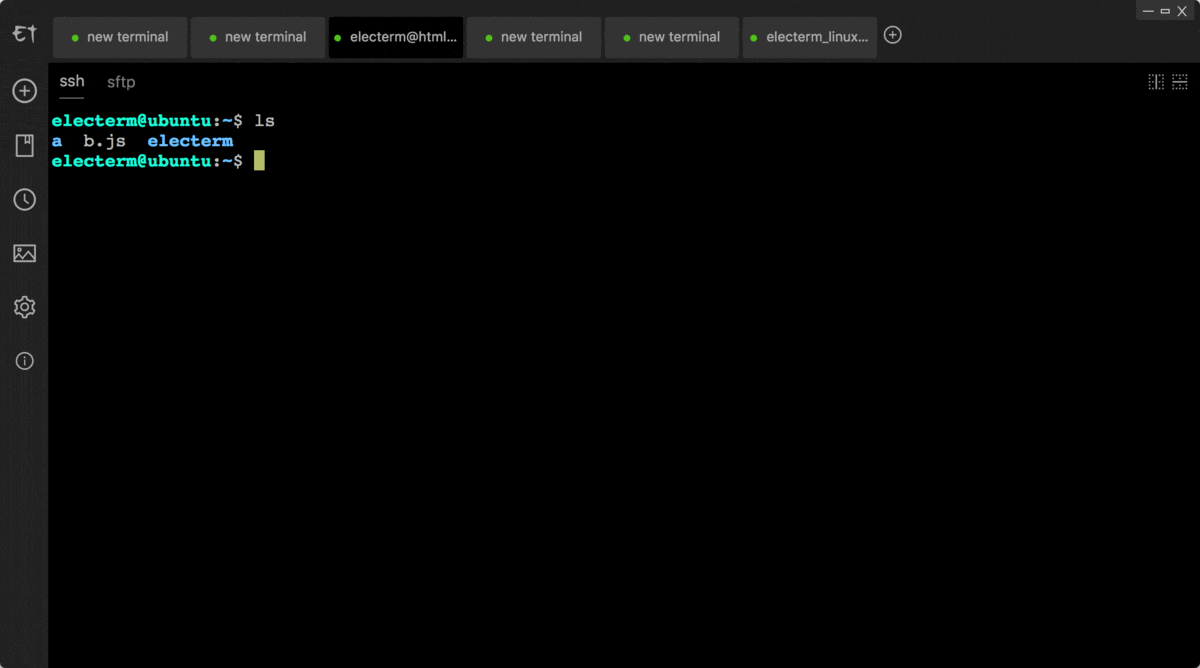 new terminal new terminal electerm@html... new terminal new terminal electerm_linux...
ssh sftp
electerm@ubuntu:~$ ls
a b.js electerm
electerm@ubuntu:~$